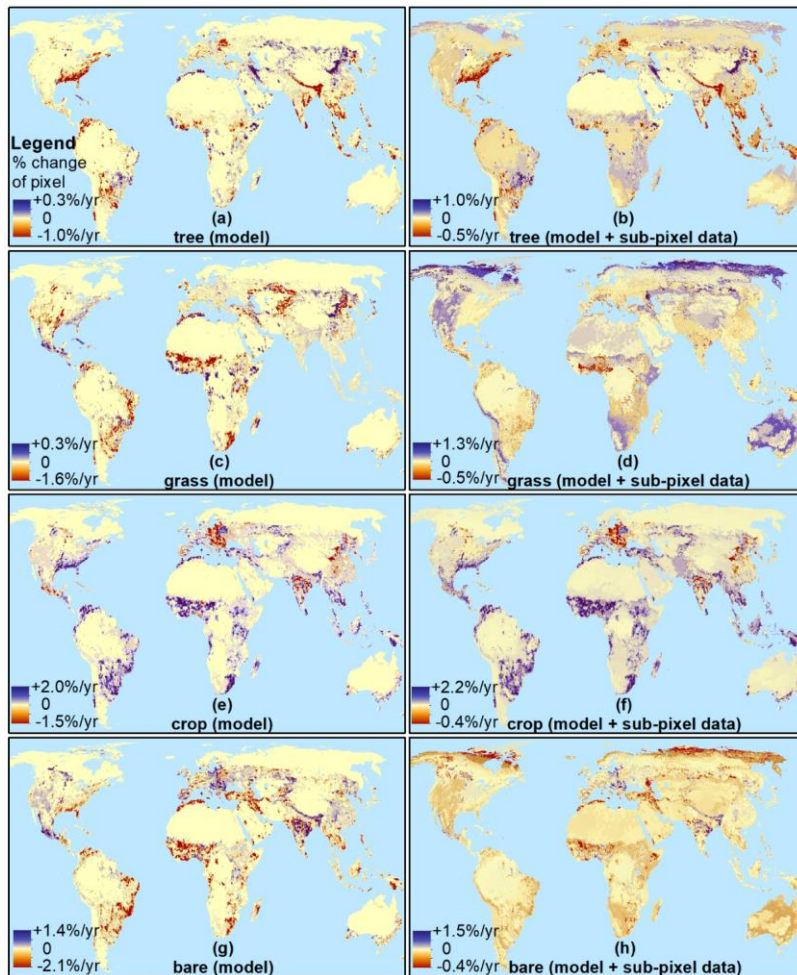 Legend
% change
of pixel
+0.3%/yr
0
-1.0%/yr
(a)
tree (model)
+1.0%/yr
0
-0.5%/yr
(b)
tree (model + sub-pixel data)
+0.3%/yr
0
-1.6%/yr
(c)
grass (model)
+1.3%/yr
0
-0.5%/yr
(d)
grass (model + sub-pixel data)
+2.0%/yr
0
-1.5%/yr
(e)
crop (model)
+2.2%/yr
0
-0.4%/yr
(f)
crop (model + sub-pixel data)
+1.4%/yr
0
-2.1%/yr
(g)
bare (model)
+1.5%/yr
0
-0.4%/yr
(h)
bare (model + sub-pixel data)